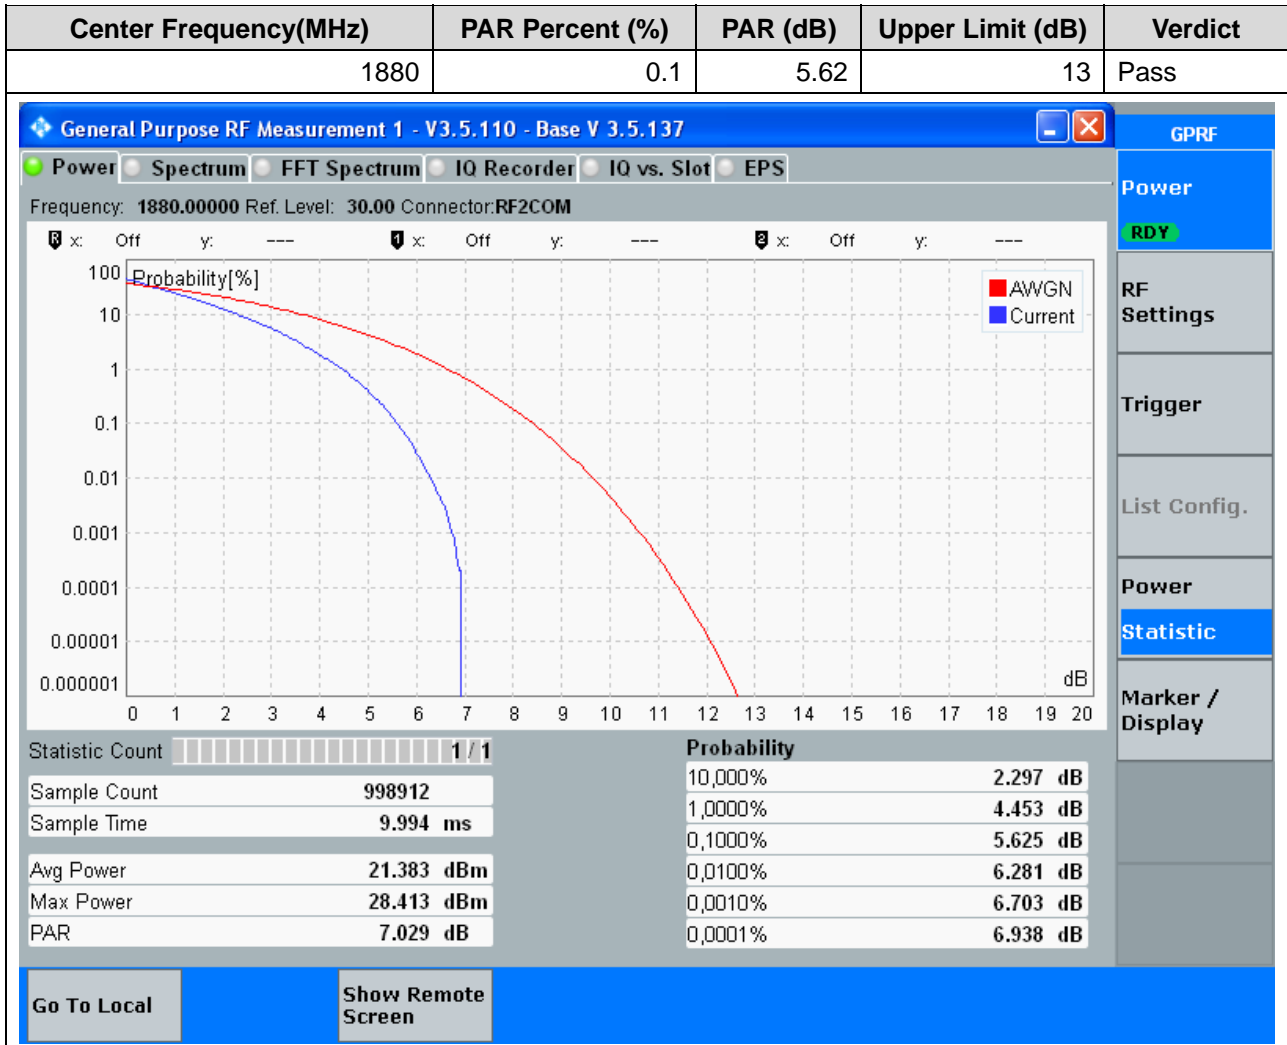 Center Frequency(MHz) PAR Percent (%) PAR (dB) Upper Limit (dB) Verdict
1880 0.1 5.62 13 Pass
General Purpose RF Measurement 1 - V3.5.110 - Base V 3.5.137
GPRF
Power Spectrum FFT Spectrum IQ Recorder IQ vs. Slot EPS
Frequency: 1880.00000 Ref. Level: 30.00 Connector:RF2COM
R x: Off y: --- 1 x: Off y: --- 2 x: Off y: ---
Probability[%]
100
10
1
0.1
0.01
0.001
0.0001
0.00001
0.000001
AWGN
Current
dB
0 1 2 3 4 5 6 7 8 9 10 11 12 13 14 15 16 17 18 19 20
Statistic Count 1 / 1
Sample Count 998912
Sample Time 9.994 ms
Avg Power 21.383 dBm
Max Power 28.413 dBm
PAR 7.029 dB
Probability
10,000% 2.297 dB
1,0000% 4.453 dB
0,1000% 5.625 dB
0,0100% 6.281 dB
0,0010% 6.703 dB
0,0001% 6.938 dB
Power
RDY
RF
Settings
Trigger
List Config.
Power
Statistic
Marker /
Display
Go To Local
Show Remote
Screen